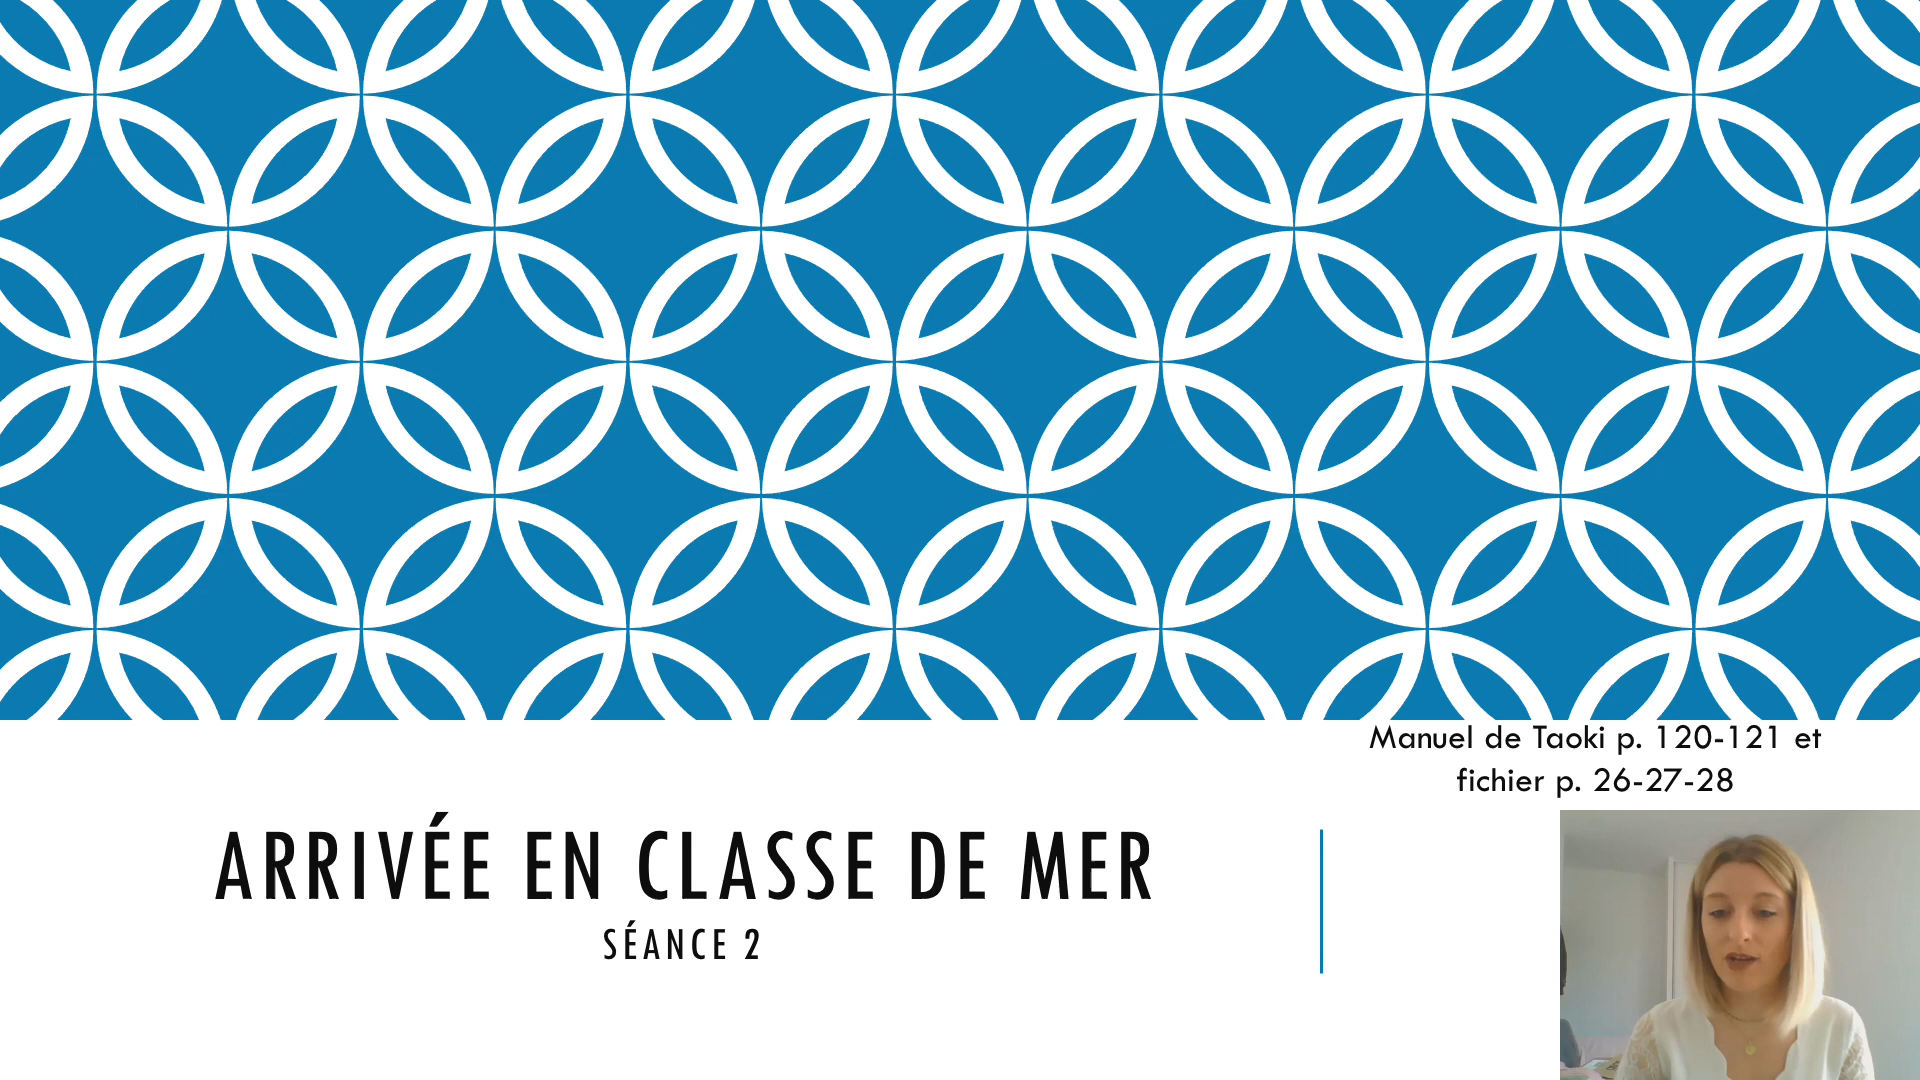 Manuel de Taoki p. 120-121 et
fichier p. 26-27-28
ARRIVÉE EN CLASSE DE MER
SÉANCE 2